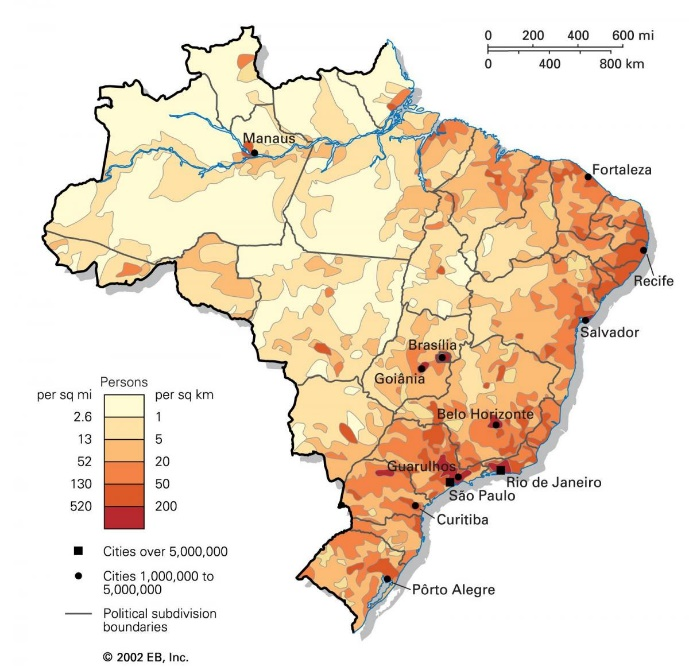 0 200 400 600 mi
0 400 800 km
Manaus
Fortaleza
Recife
Salvador
Brasília
Goiânia
Belo Horizonte
Guarulhos
Rio de Janeiro
São Paulo
Curitiba
Pôrto Alegre
Persons
per sq mi per sq km
2.6 1
13 5
52 20
130 50
520 200
Cities over 5,000,000
Cities 1,000,000 to
5,000,000
Political subdivision
boundaries
© 2002 EB, Inc.